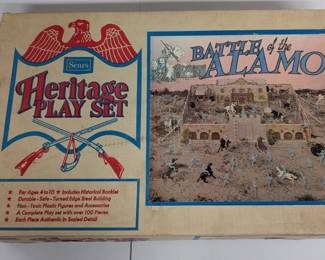 Sears
Heritage
PLAY SET
★ For Ages 4 to 10 ★ Includes Historical Booklet
★ Durable - Safe - Turned Edge Steel Building
★ Non-Toxic Plastic Figures and Accessories
★ A Complete Play set with over 100 Pieces
★ Each Piece Authentic in Scaled Detail
BATTLE of the
ALAMO